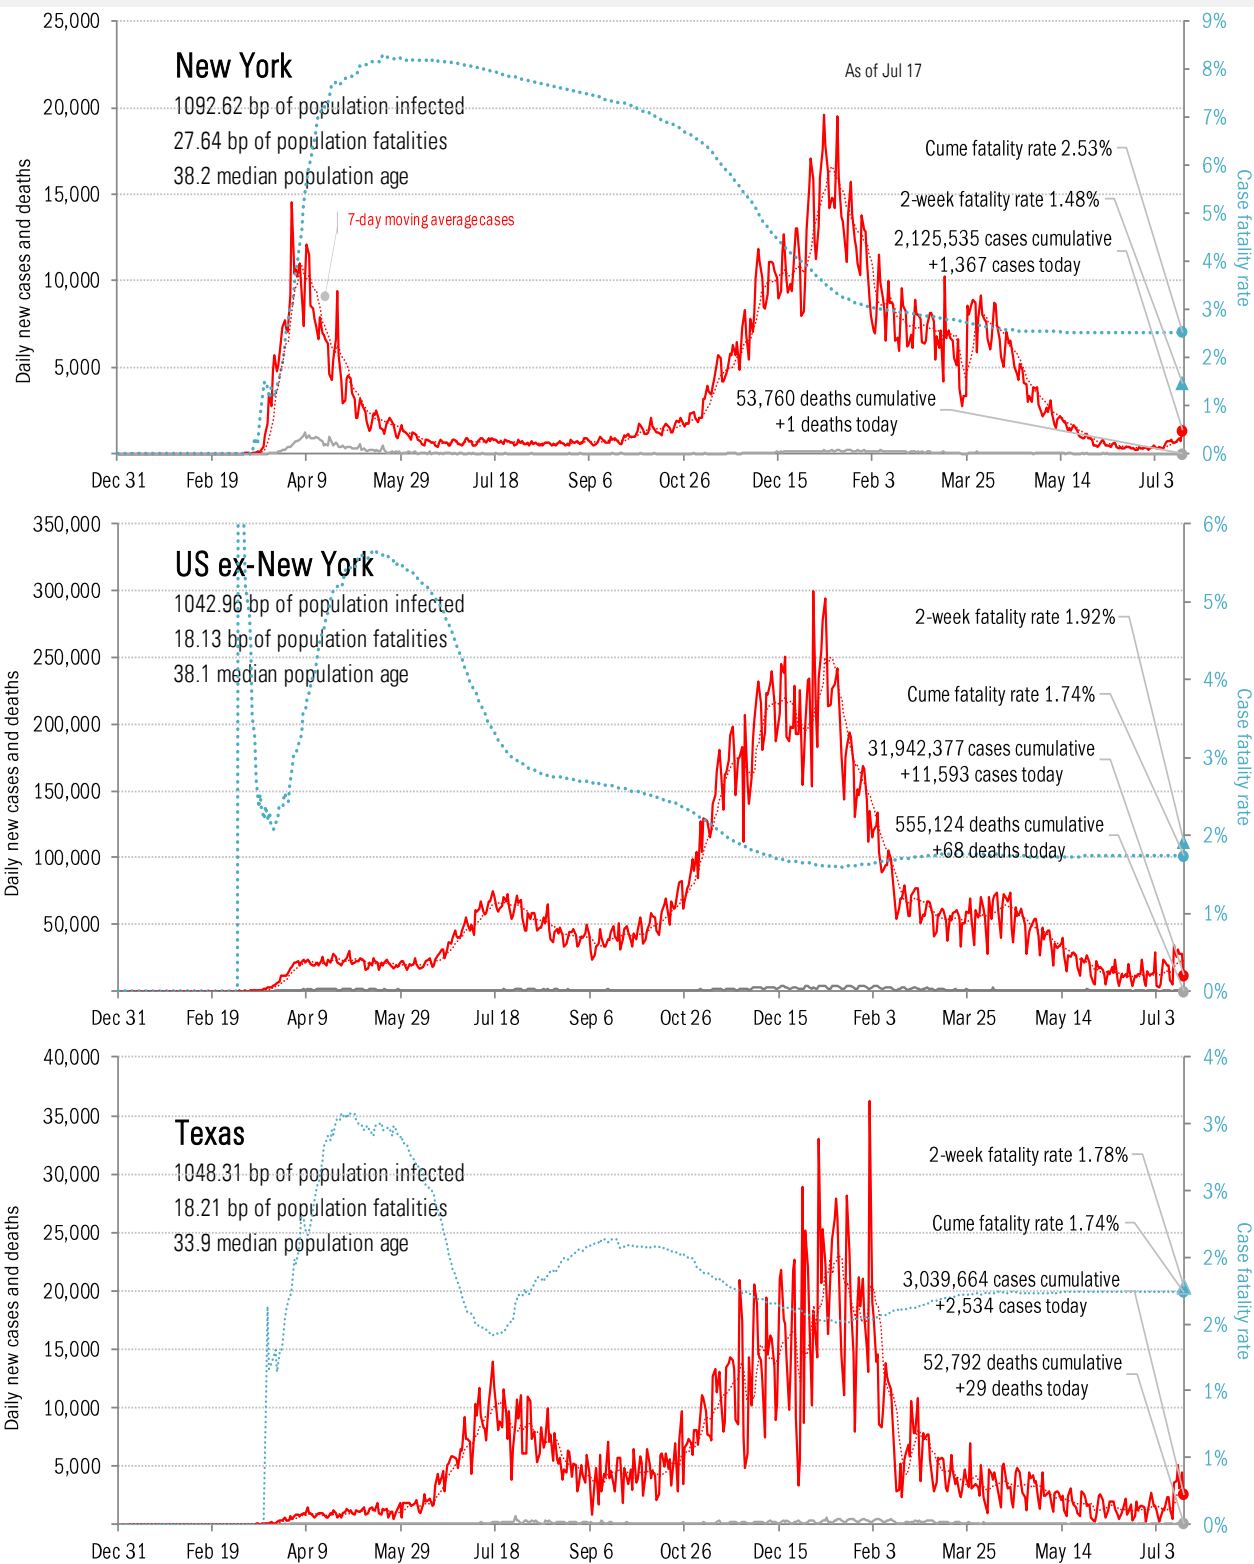 25,000
9%
New York
As of Jul 17
8%
1092.62 bp of population infected
20,000
7%
27.64 bp of population fatalities
Cume fatality rate 2.53%
38.2 median population age
6%
15,000
2-week fatality rate 1.48%
7-day moving average cases
5%
2,125,535 cases cumulative
+1,367 cases today
4%
10,000
3%
2%
5,000
53,760 deaths cumulative
+1 deaths today
1%
0%
Daily new cases and deaths
Case fatality rate
Dec 31 Feb 19 Apr 9 May 29 Jul 18 Sep 6 Oct 26 Dec 15 Feb 3 Mar 25 May 14 Jul 3
350,000
6%
US ex-New York
300,000
1042.96 bp of population infected
5%
2-week fatality rate 1.92%
18.13 bp of population fatalities
250,000
38.1 median population age
4%
Cume fatality rate 1.74%
200,000
31,942,377 cases cumulative
+11,593 cases today
3%
150,000
555,124 deaths cumulative
+68 deaths today
2%
100,000
1%
50,000
0%
Daily new cases and deaths
Case fatality rate
Dec 31 Feb 19 Apr 9 May 29 Jul 18 Sep 6 Oct 26 Dec 15 Feb 3 Mar 25 May 14 Jul 3
40,000
4%
35,000
3%
Texas
2-week fatality rate 1.78%
30,000
1048.31 bp of population infected
3%
18.21 bp of population fatalities
Cume fatality rate 1.74%
25,000
33.9 median population age
2%
3,039,664 cases cumulative
+2,534 cases today
20,000
2%
15,000
52,792 deaths cumulative
+29 deaths today
1%
10,000
1%
5,000
0%
Daily new cases and deaths
Case fatality rate
Dec 31 Feb 19 Apr 9 May 29 Jul 18 Sep 6 Oct 26 Dec 15 Feb 3 Mar 25 May 14 Jul 3